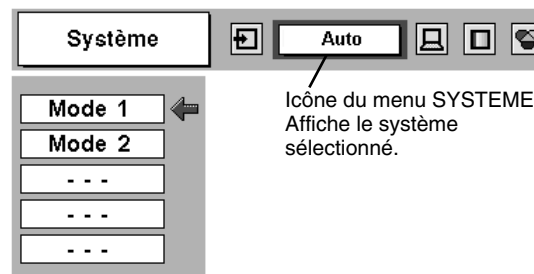 Système
Auto
Icône du menu SYSTEME
Affiche le système
sélectionné.
Mode 1
Mode 2
- - -
- - -
- - -